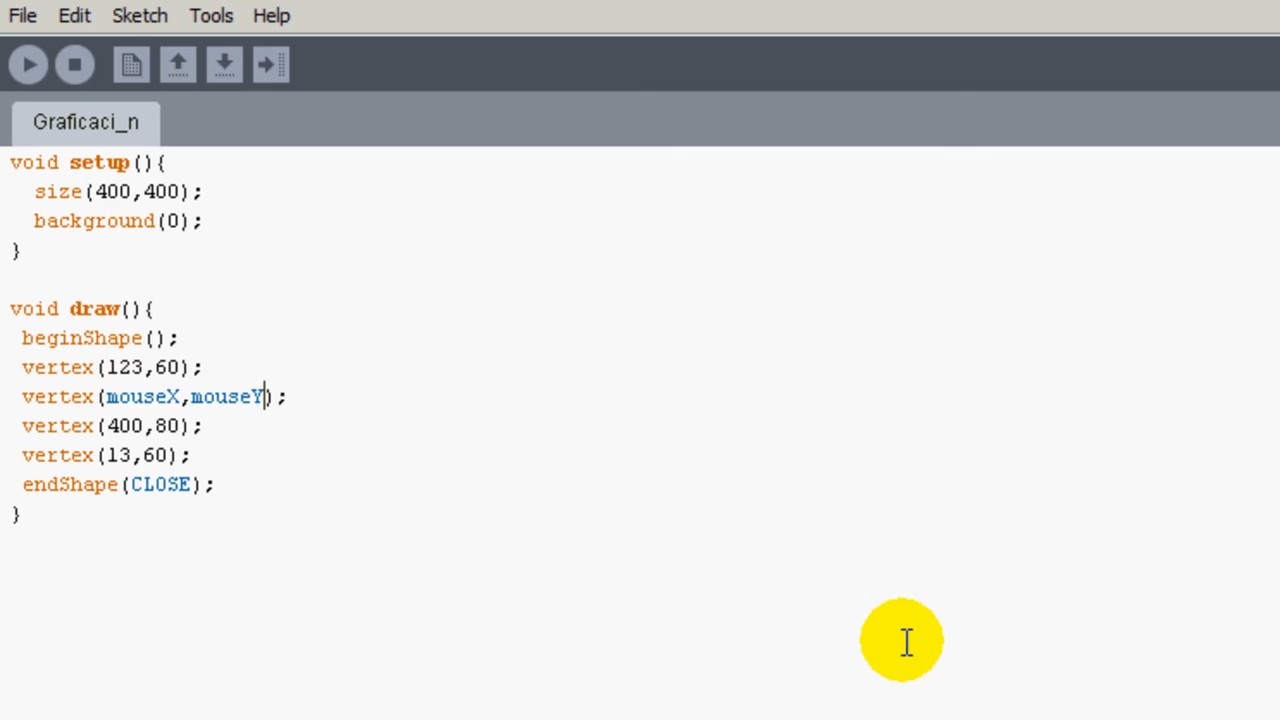 File Edit Sketch Tools Help
Graficaci_n
void setup(){
  size(400,400);
  background(0);
}
void draw(){
 beginShape();
 vertex(123,60);
 vertex(mouseX,mouseY);
 vertex(400,80);
 vertex(13,60);
 endShape(CLOSE);
}